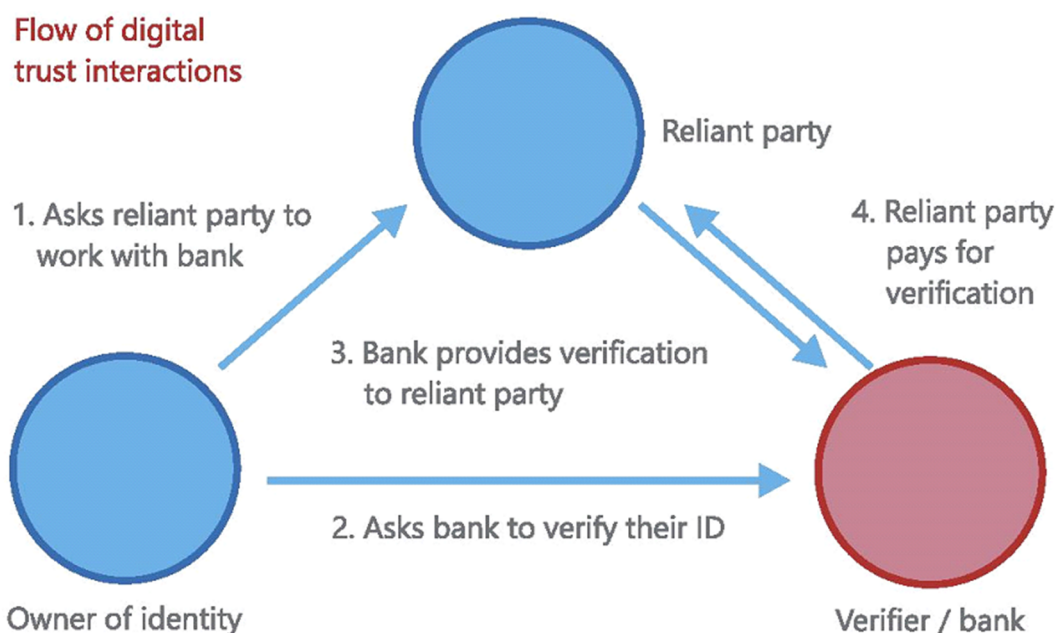 Flow of digital
trust interactions
Reliant party
1. Asks reliant party to
work with bank
4. Reliant party
pays for
verification
3. Bank provides verification
to reliant party
2. Asks bank to verify their ID
Owner of identity
Verifier / bank